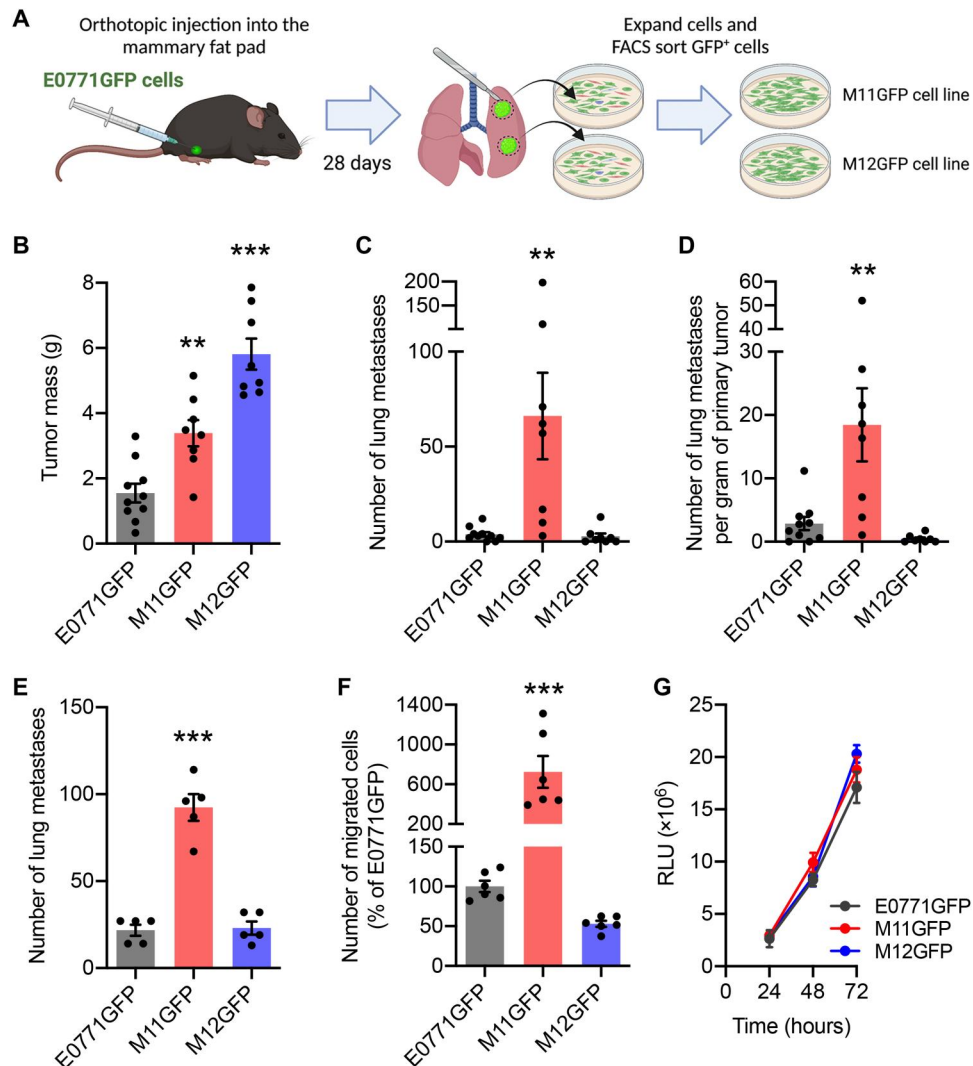 A
Orthotopic injection into the
mammary fat pad
E0771GFP cells
28 days
Expand cells and
FACS sort GFP⁺ cells
M11GFP cell line
M12GFP cell line
B
Tumor mass (g)
8
6
4
2
0
**
***
E0771GFP
M11GFP
M12GFP
C
Number of lung metastases
200
150
100
50
0
**
E0771GFP
M11GFP
M12GFP
D
Number of lung metastases
per gram of primary tumor
60
50
40
30
20
10
0
**
E0771GFP
M11GFP
M12GFP
E
Number of lung metastases
150
100
50
0
***
E0771GFP
M11GFP
M12GFP
F
Number of migrated cells
(% of E0771GFP)
1400
1000
600
200
150
100
50
0
***
E0771GFP
M11GFP
M12GFP
G
RLU (×10⁶)
25
20
15
10
5
0
0 24 48 72
Time (hours)
E0771GFP
M11GFP
M12GFP